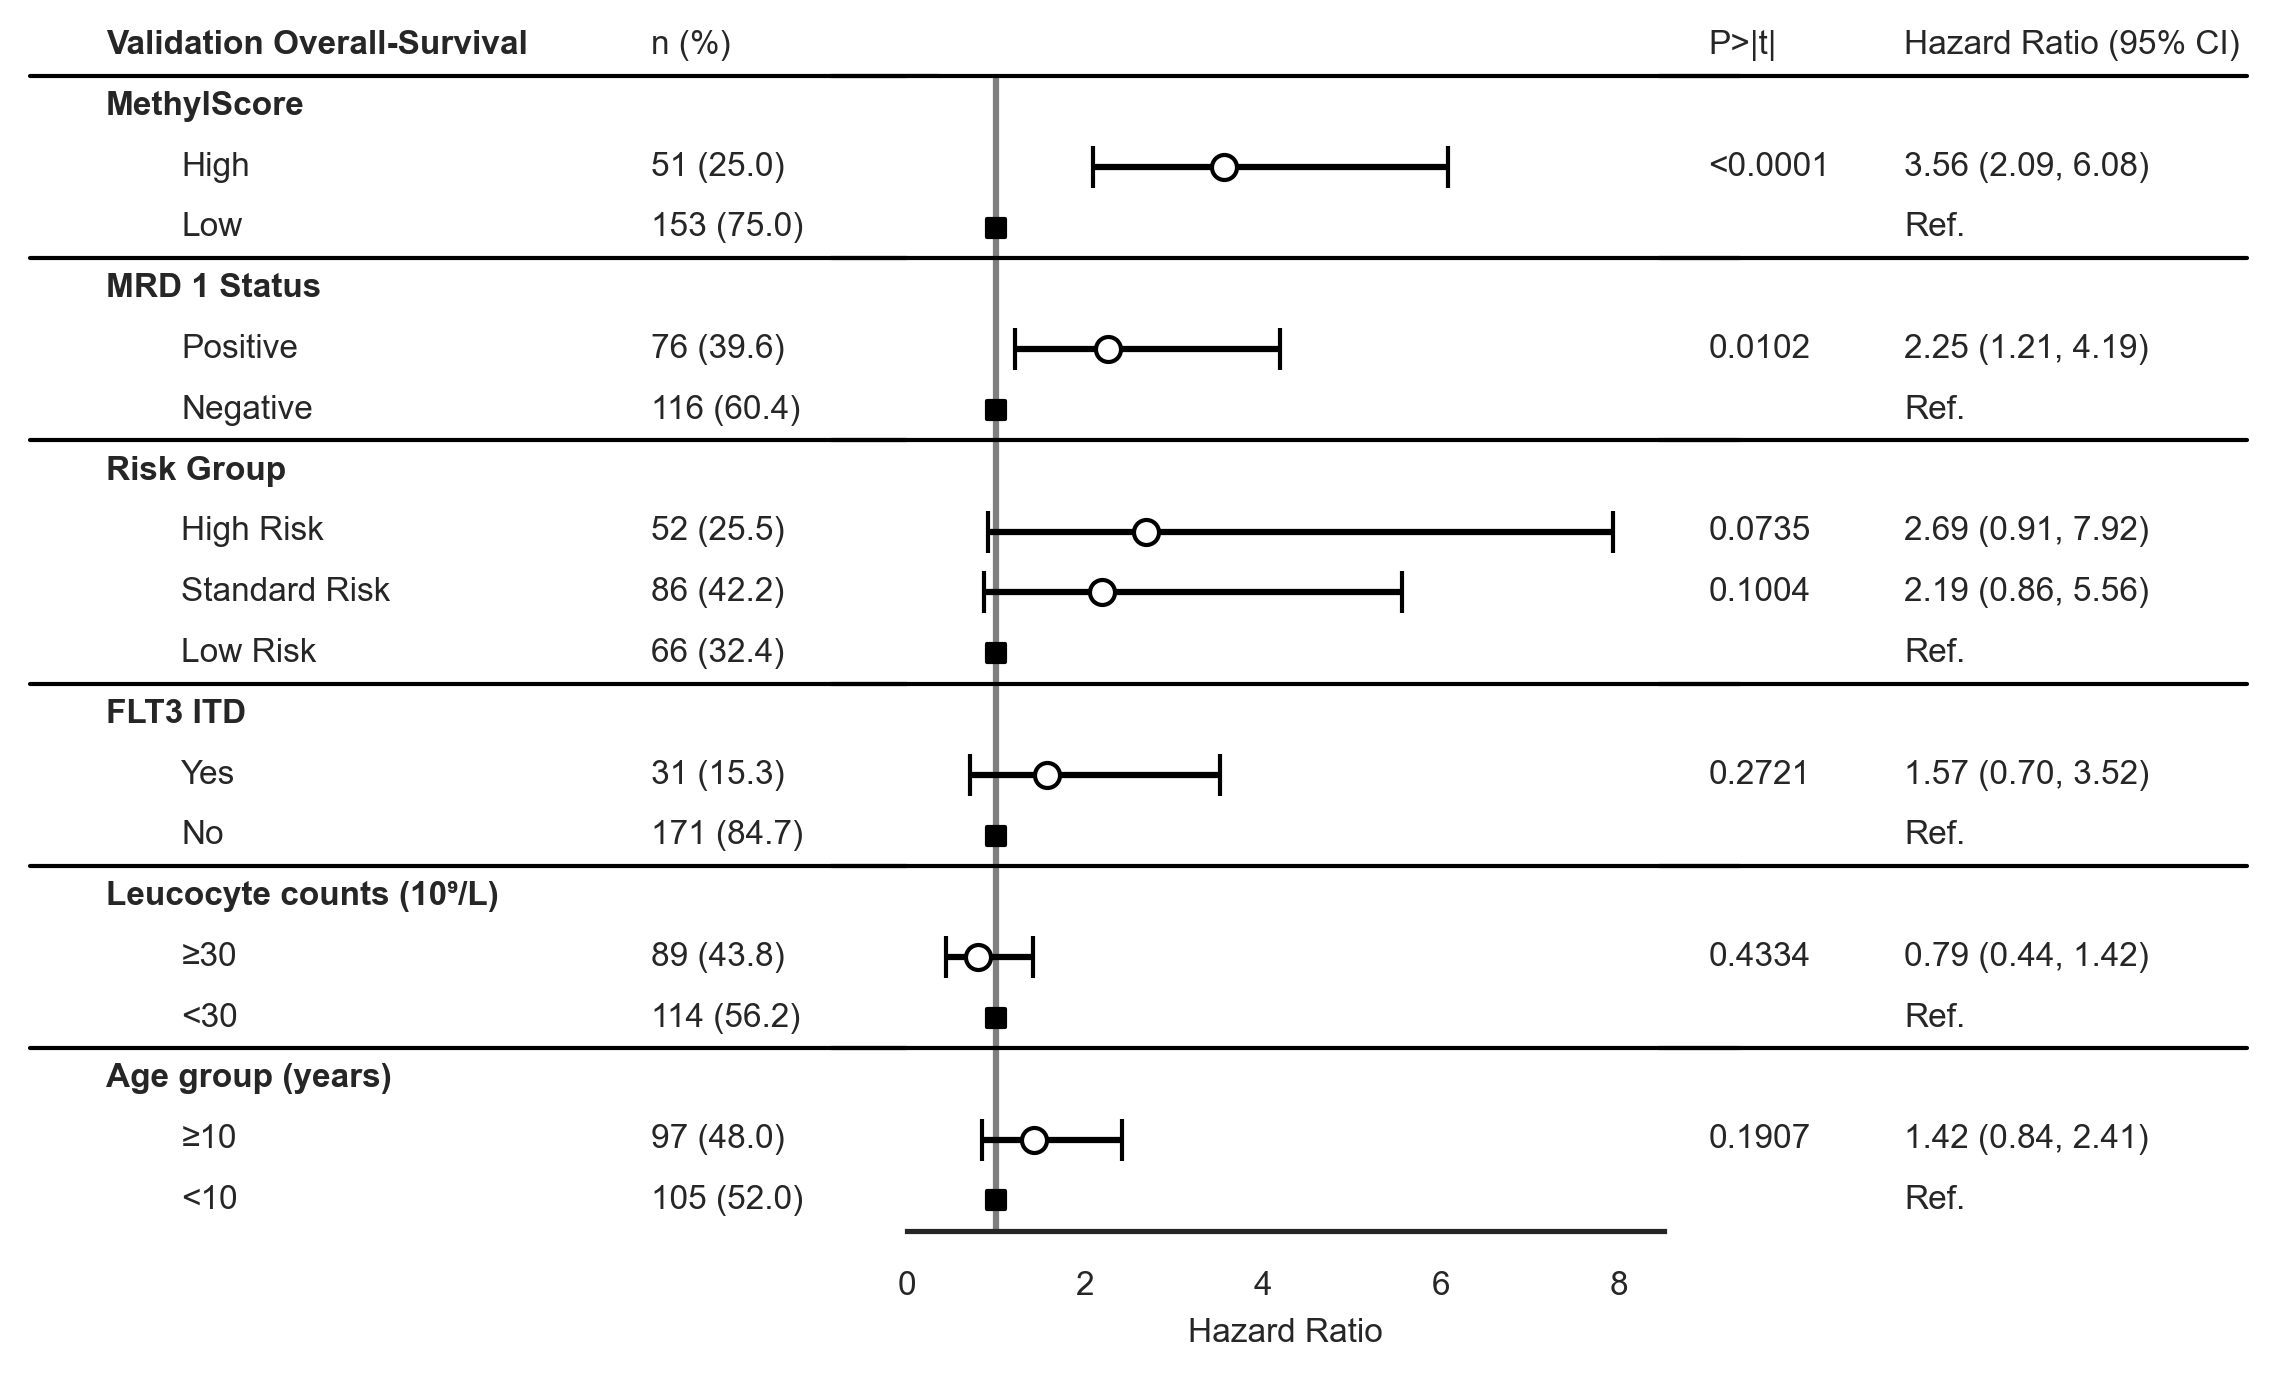 Validation Overall-Survival n (%) P>|t| Hazard Ratio (95% CI)
MethylScore
High 51 (25.0) <0.0001 3.56 (2.09, 6.08)
Low 153 (75.0) Ref.
MRD 1 Status
Positive 76 (39.6) 0.0102 2.25 (1.21, 4.19)
Negative 116 (60.4) Ref.
Risk Group
High Risk 52 (25.5) 0.0735 2.69 (0.91, 7.92)
Standard Risk 86 (42.2) 0.1004 2.19 (0.86, 5.56)
Low Risk 66 (32.4) Ref.
FLT3 ITD
Yes 31 (15.3) 0.2721 1.57 (0.70, 3.52)
No 171 (84.7) Ref.
Leucocyte counts (10⁹/L)
≥30 89 (43.8) 0.4334 0.79 (0.44, 1.42)
<30 114 (56.2) Ref.
Age group (years)
≥10 97 (48.0) 0.1907 1.42 (0.84, 2.41)
<10 105 (52.0) Ref.
0 2 4 6 8
Hazard Ratio